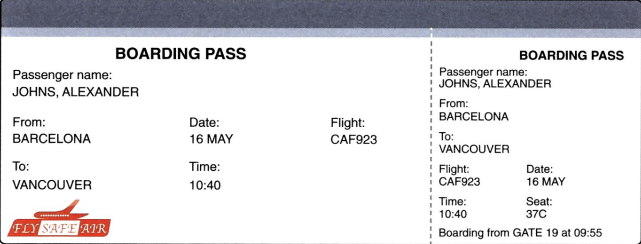 BOARDING PASS
Passenger name:
JOHNS, ALEXANDER
From:
BARCELONA
Date:
16 MAY
Flight:
CAF923
To:
VANCOUVER
Time:
10:40
FLY SAFE AIR
BOARDING PASS
Passenger name:
JOHNS, ALEXANDER
From:
BARCELONA
To:
VANCOUVER
Flight:
CAF923
Date:
16 MAY
Time:
10:40
Seat:
37C
Boarding from GATE 19 at 09:55